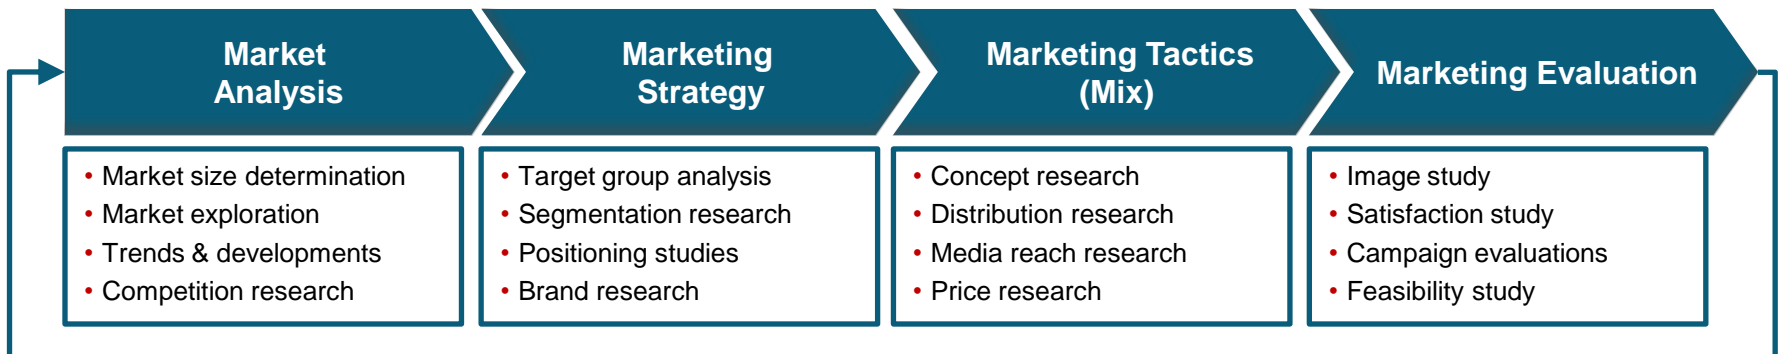 Market
Analysis
Marketing
Strategy
Marketing Tactics
(Mix)
Marketing Evaluation
• Market size determination
• Market exploration
• Trends & developments
• Competition research
• Target group analysis
• Segmentation research
• Positioning studies
• Brand research
• Concept research
• Distribution research
• Media reach research
• Price research
• Image study
• Satisfaction study
• Campaign evaluations
• Feasibility study